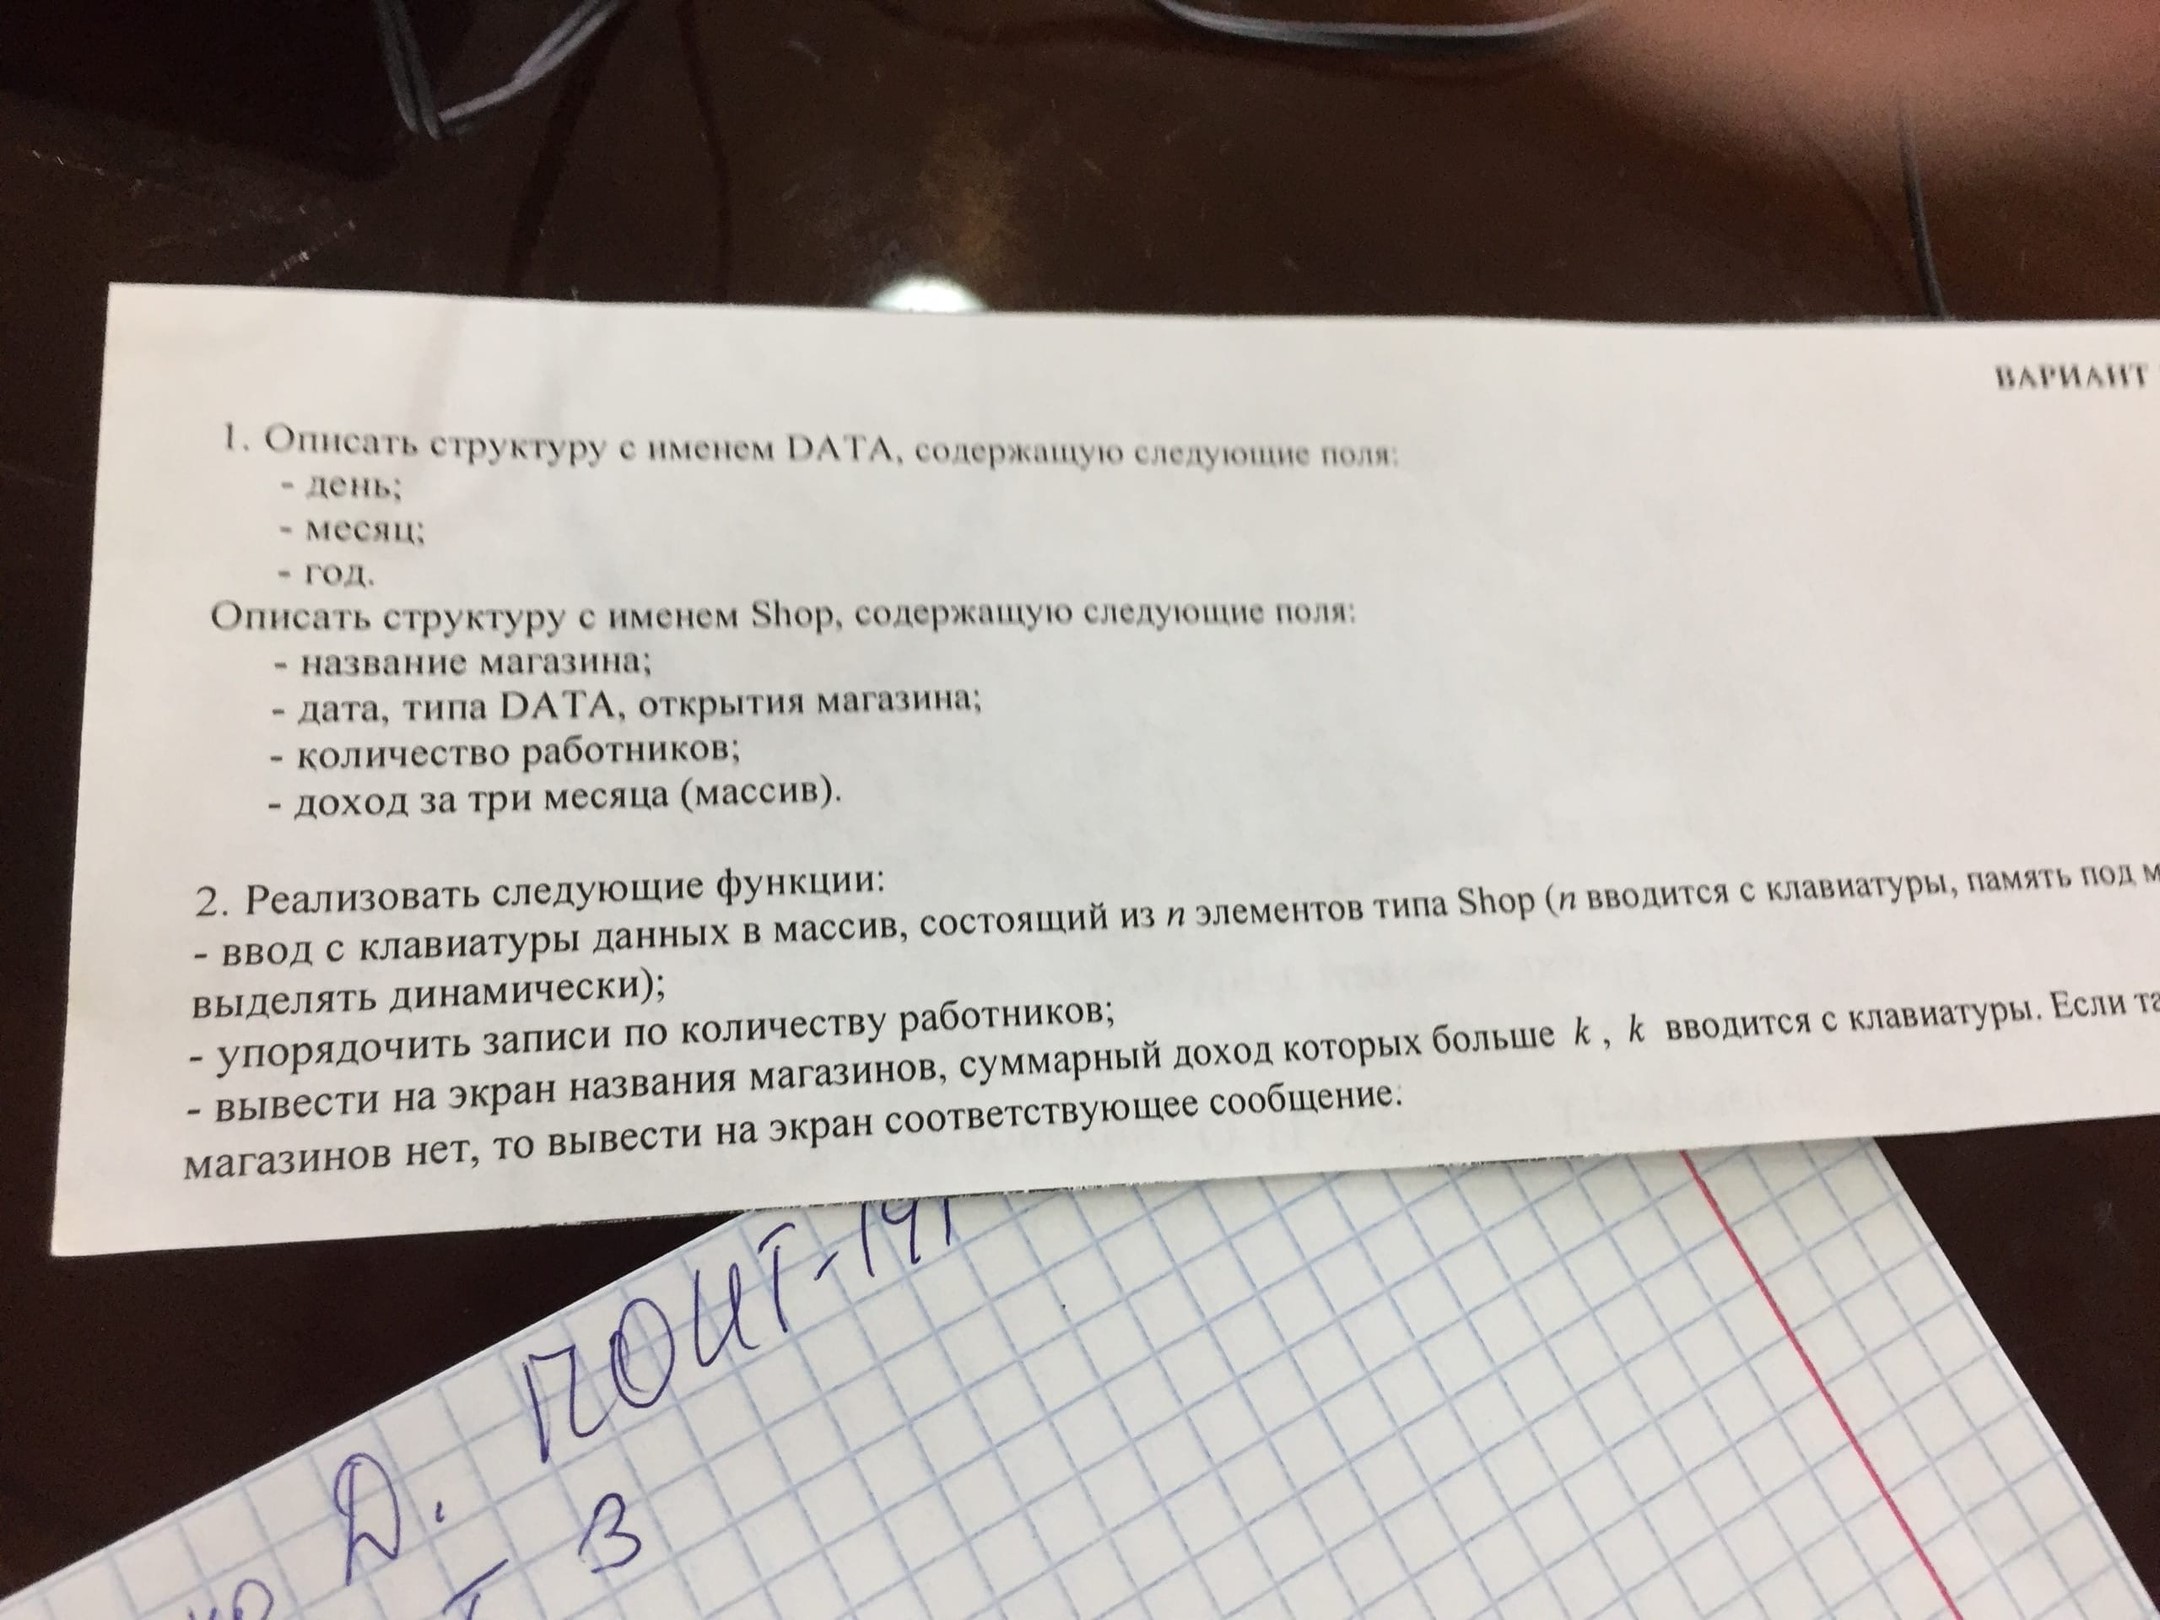 ВАРИАНТ
1. Описать структуру с именем DATA, содержащую следующие поля:
- день;
- месяц;
- год.
Описать структуру с именем Shop, содержащую следующие поля:
- название магазина;
- дата, типа DATA, открытия магазина;
- количество работников;
- доход за три месяца (массив).
2. Реализовать следующие функции:
- ввод с клавиатуры данных в массив, состоящий из n элементов типа Shop (n вводится с клавиатуры, память под м
выделять динамически);
- упорядочить записи по количеству работников;
- вывести на экран названия магазинов, суммарный доход которых больше k , k вводится с клавиатуры. Если та
магазинов нет, то вывести на экран соответствующее сообщение.
Д. ПОИТ-191
3